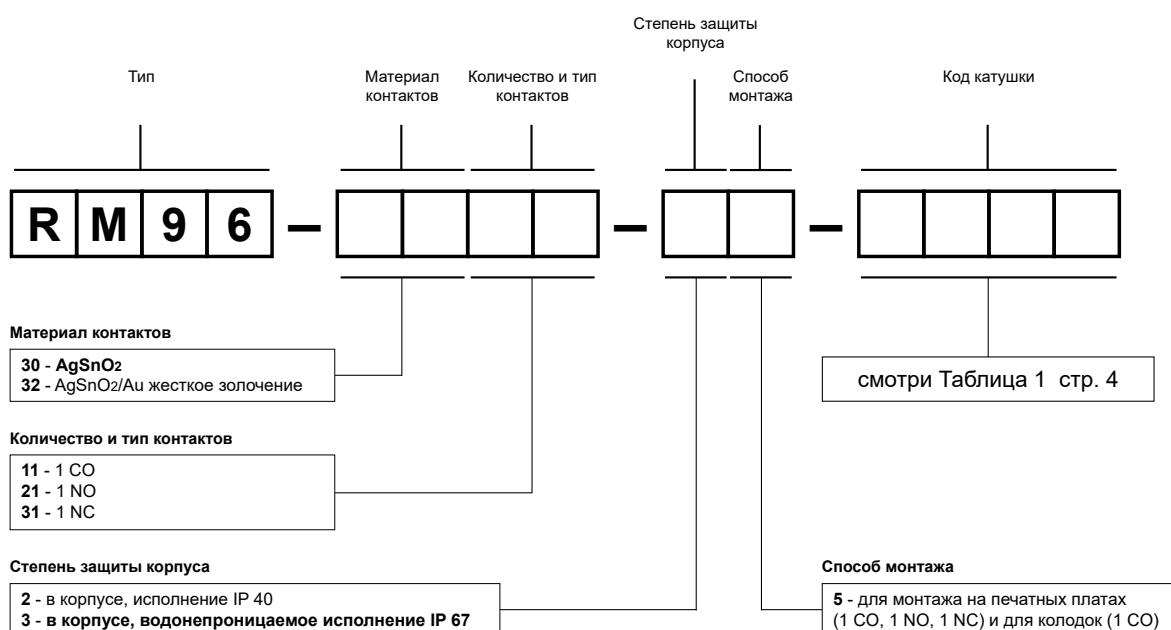 Степень защиты
корпуса
Тип
Материал
контактов
Количество и тип
контактов
Способ
монтажа
Код катушки
R M 9 6 – – –
Материал контактов
30 - AgSnO2
32 - AgSnO2/Au жесткое золочение
смотри Таблица 1 стр. 4
Количество и тип контактов
11 - 1 CO
21 - 1 NO
31 - 1 NC
Степень защиты корпуса
2 - в корпусе, исполнение IP 40
3 - в корпусе, водонепроницаемое исполнение IP 67
Способ монтажа
5 - для монтажа на печатных платах
(1 CO, 1 NO, 1 NC) и для колодок (1 CO)